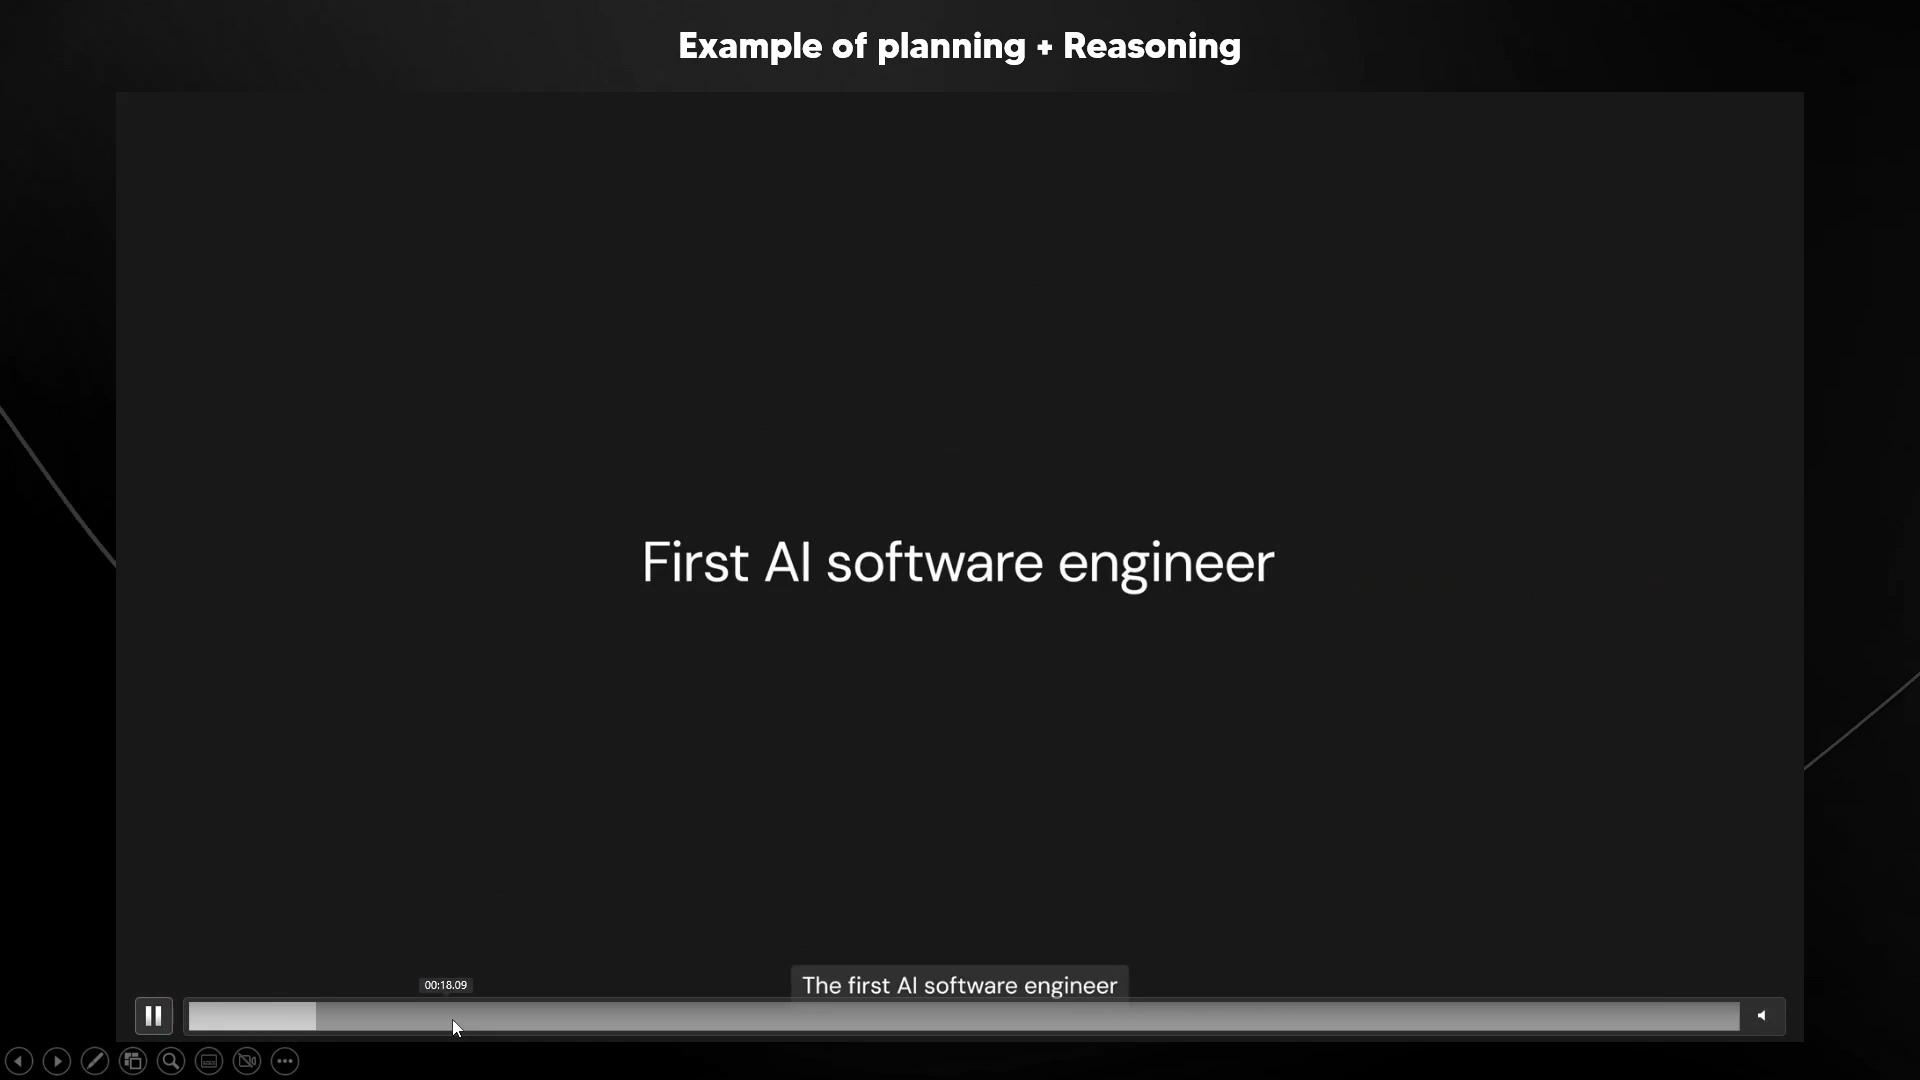 Example of planning + Reasoning
First AI software engineer
00:18.09
The first AI software engineer